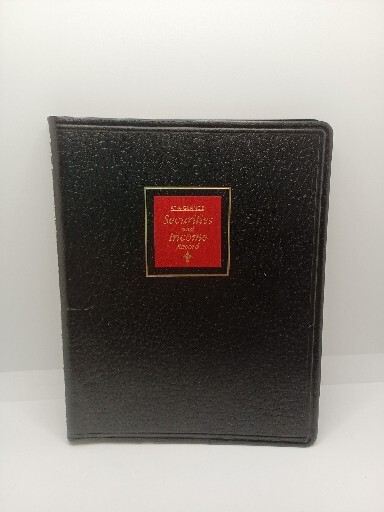 Securities
and
Income
Record